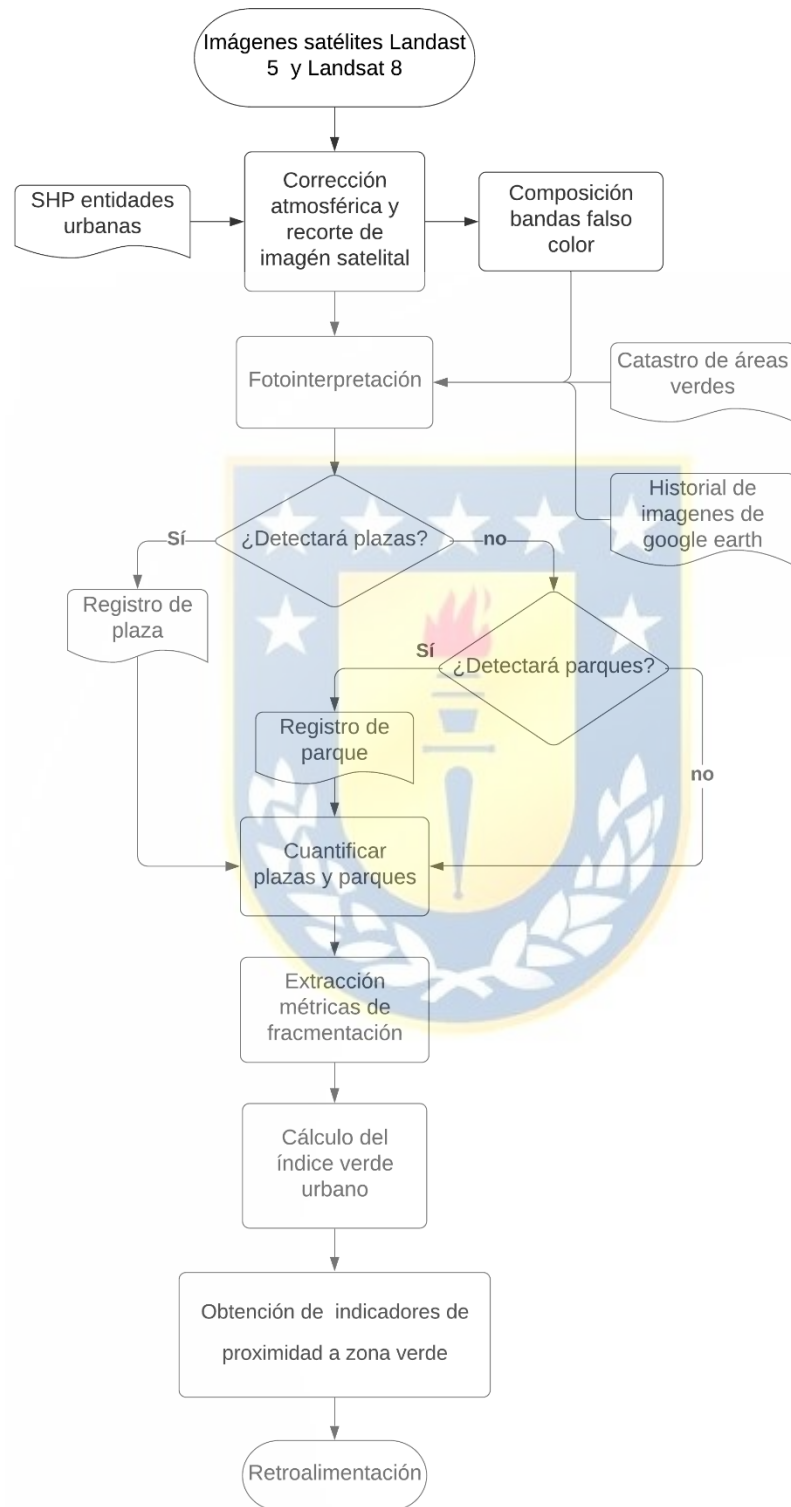 Imágenes satélites Landast
5 y Landsat 8
SHP entidades
urbanas
Corrección
atmosférica y
recorte de
imagén satelital
Composición
bandas falso
color
Fotointerpretación
Catastro de áreas
verdes
Historial de
imagenes de
google earth
¿Detectará plazas?
Sí
no
Registro de
plaza
¿Detectará parques?
Sí
no
Registro de
parque
Cuantificar
plazas y parques
Extracción
métricas de
fracmentación
Cálculo del
índice verde
urbano
Obtención de indicadores de
proximidad a zona verde
Retroalimentación